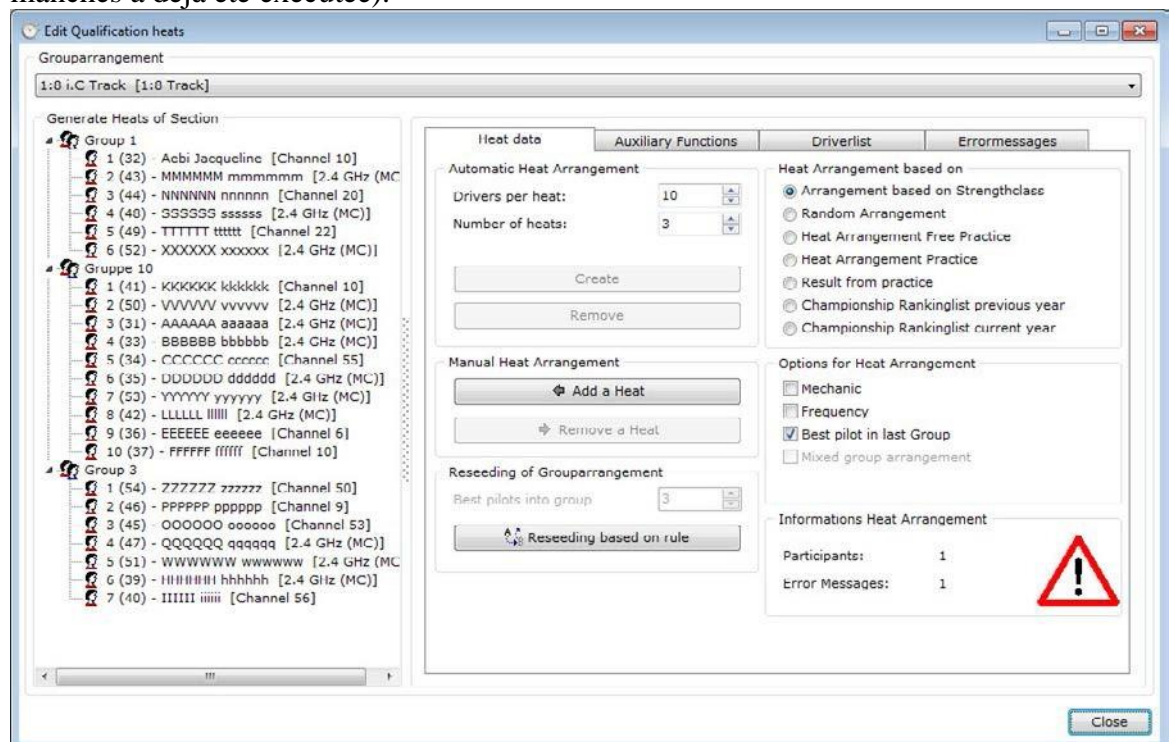 manches a déjà été exécutée).
Edit Qualification heats
Grouparrangement
1:8 i.C Track [1:8 Track]
Generate Heats of Section
Group 1
1 (32) - Aebi Jacqueline [Channel 10]
2 (43) - MMMMMM mmmmmm [2.4 GHz (MC
3 (44) - NNNNNN nnnnnn [Channel 20]
4 (48) - SSSSSS ssssss [2.4 GHz (MC)]
5 (49) - TTTTTT tttttt [Channel 22]
6 (52) - XXXXXX xxxxxx [2.4 GHz (MC)]
Gruppe 10
1 (41) - KKKKKK kkkkkk [Channel 10]
2 (50) - VVVVVV vvvvvv [2.4 GHz (MC)]
3 (31) - AAAAAA aaaaaa [2.4 GHz (MC)]
4 (33) - BBBBBB bbbbbb [2.4 GHz (MC)]
5 (34) - CCCCCC cccccc [Channel 55]
6 (35) - DDDDDD dddddd [2.4 GHz (MC)]
7 (53) - YYYYYY yyyyyy [2.4 GHz (MC)]
8 (42) - LLLLLL llllll [2.4 GHz (MC)]
9 (36) - EEEEEE eeeeee [Channel 6]
10 (37) - FFFFFF ffffff [Channel 10]
Group 3
1 (54) - ZZZZZZ zzzzzz [Channel 50]
2 (46) - PPPPPP pppppp [Channel 9]
3 (45) - OOOOOO oooooo [Channel 53]
4 (47) - QQQQQQ qqqqqq [2.4 GHz (MC)]
5 (51) - WWWWWW wwwwww [2.4 GHz (MC
6 (39) - HHHHHH hhhhhh [2.4 GHz (MC)]
7 (40) - IIIIII iiiiii [Channel 56]
Heat data
Auxiliary Functions
Driverlist
Errormessages
Automatic Heat Arrangement
Drivers per heat: 10
Number of heats: 3
Create
Remove
Manual Heat Arrangement
Add a Heat
Remove a Heat
Reseeding of Grouparrangement
Best pilots into group 3
Reseeding based on rule
Heat Arrangement based on
Arrangement based on Strengthclass
Random Arrangement
Heat Arrangement Free Practice
Heat Arrangement Practice
Result from practice
Championship Rankinglist previous year
Championship Rankinglist current year
Options for Heat Arrangement
Mechanic
Frequency
Best pilot in last Group
Mixed group arrangement
Informations Heat Arrangement
Participants: 1
Error Messages: 1
Close